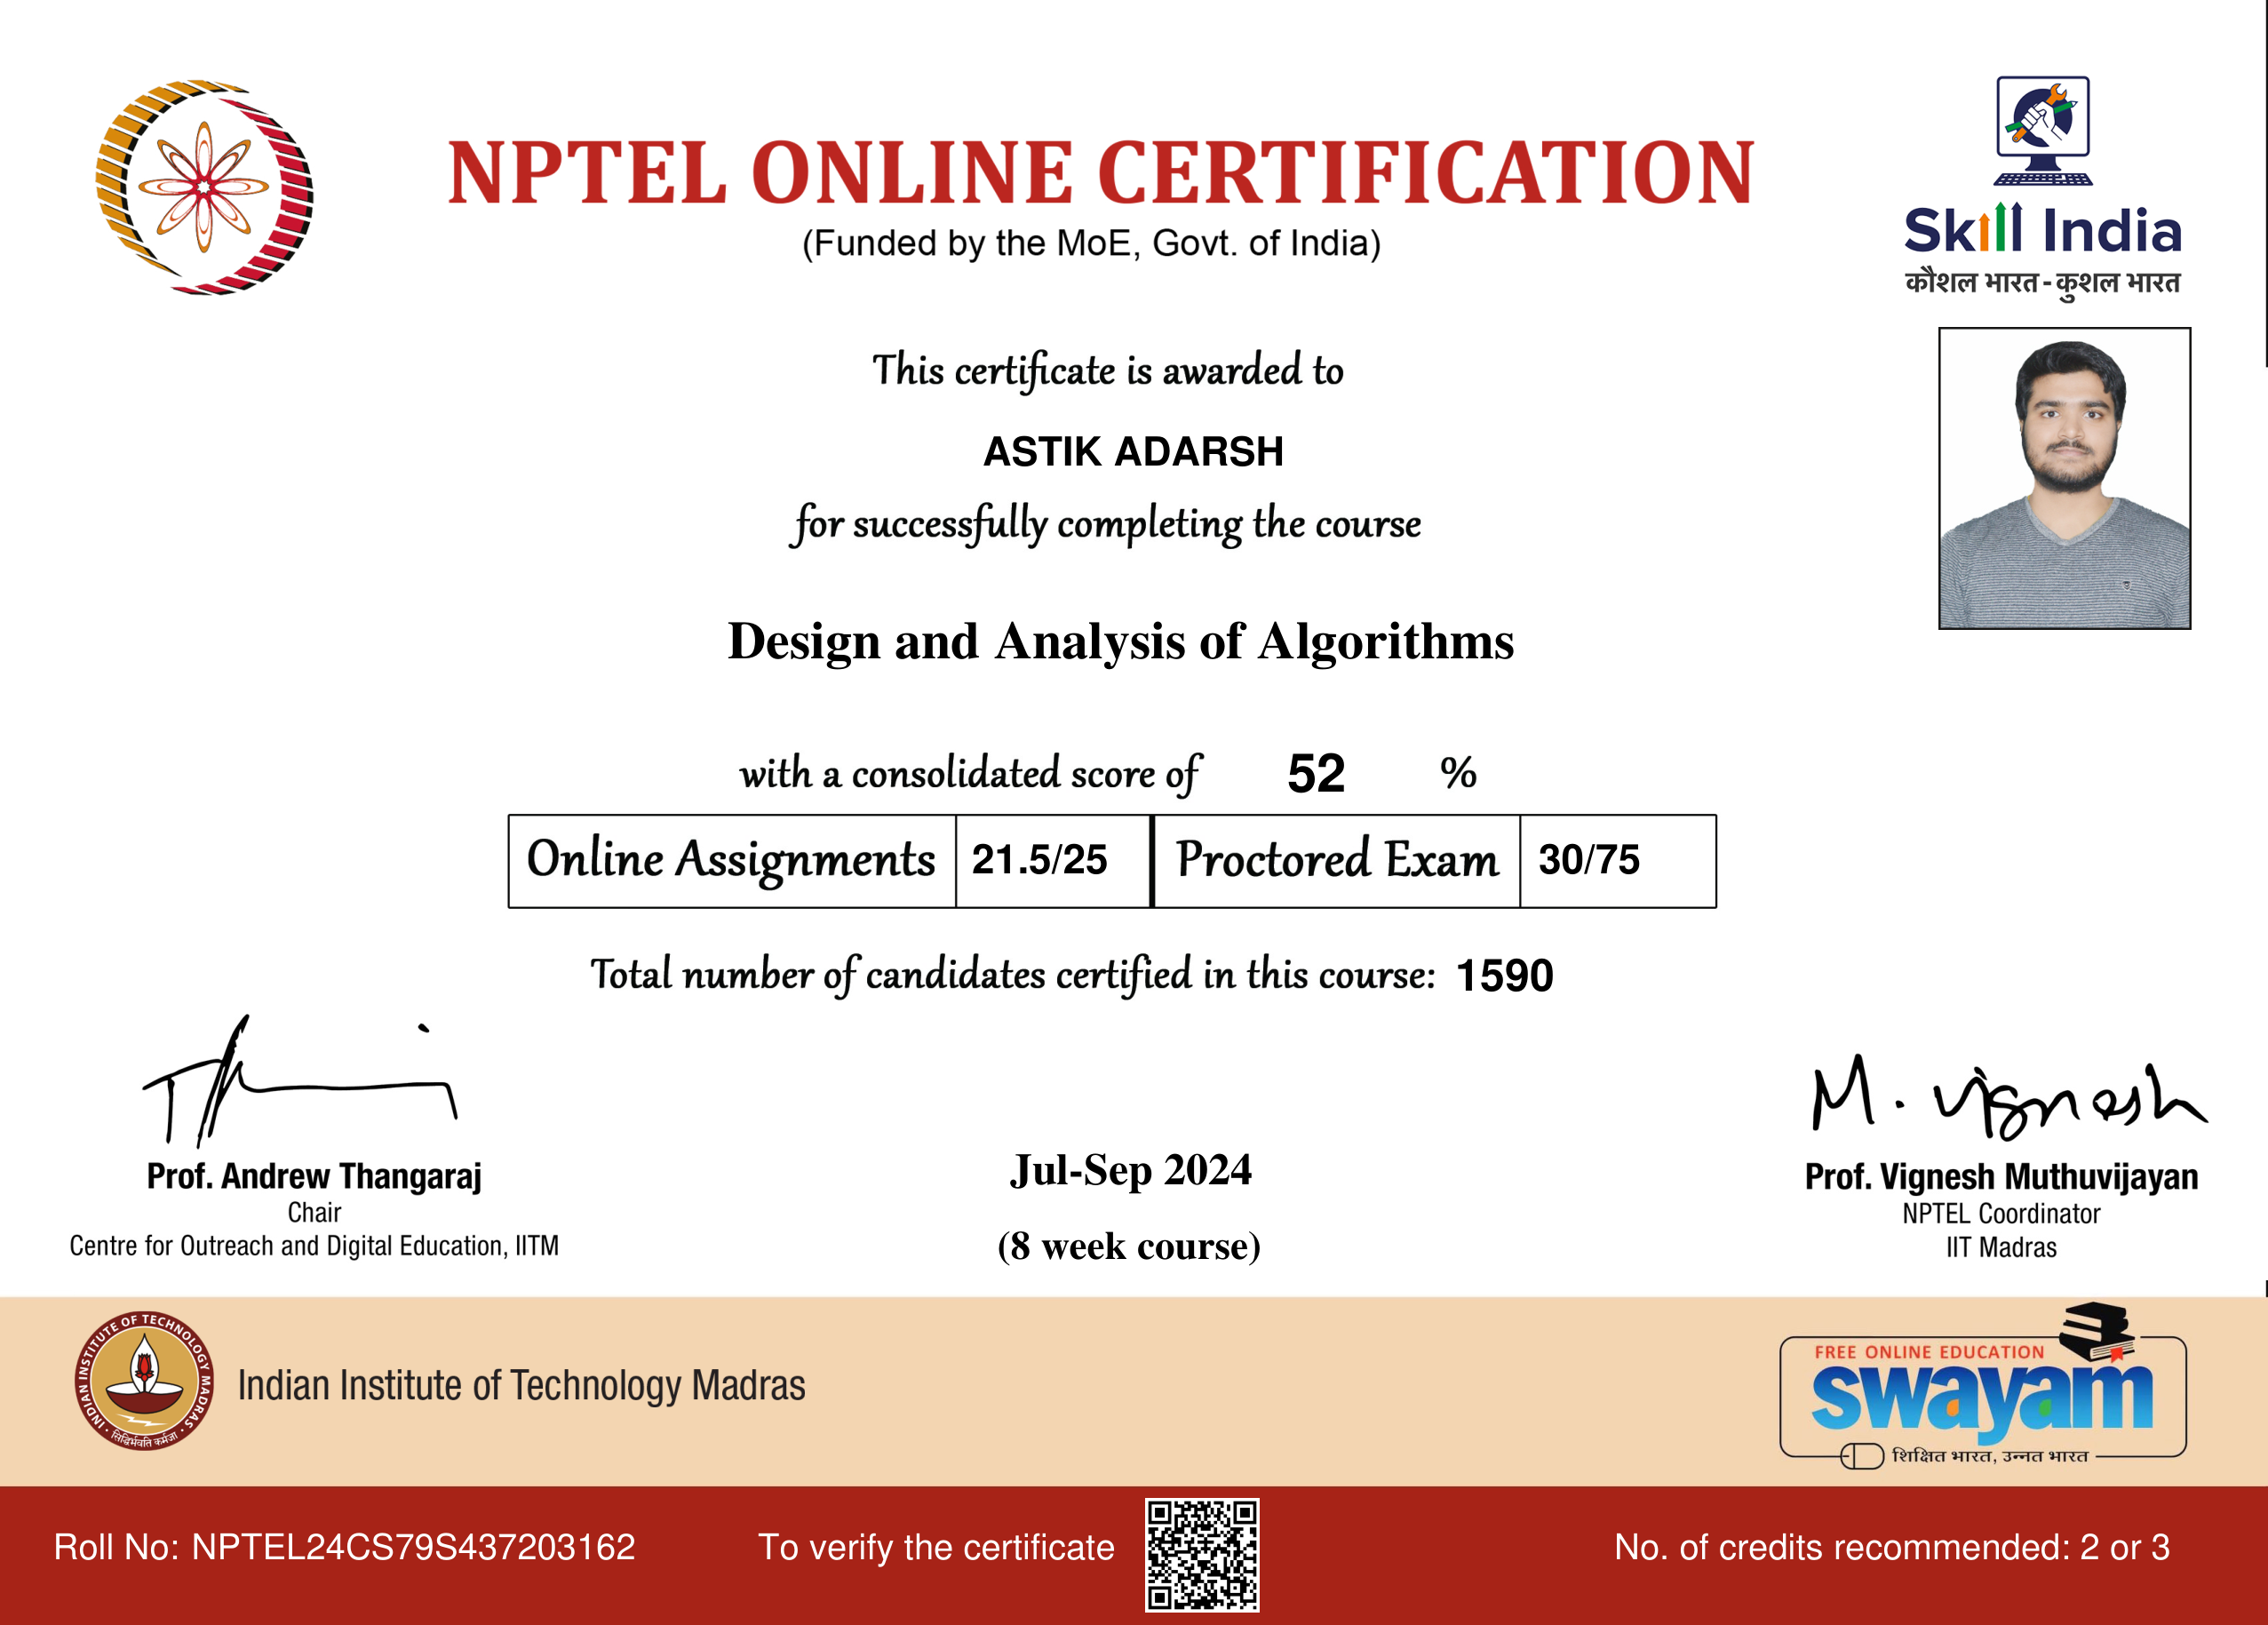 NPTEL ONLINE CERTIFICATION
(Funded by the MoE, Govt. of India)
Skill India
कौशल भारत - कुशल भारत
This certificate is awarded to
ASTIK ADARSH
for successfully completing the course
Design and Analysis of Algorithms
with a consolidated score of 52 %
Online Assignments 21.5/25 Proctored Exam 30/75
Total number of candidates certified in this course: 1590
M. Vignesh
Prof. Andrew Thangaraj
Chair
Centre for Outreach and Digital Education, IITM
Jul-Sep 2024
(8 week course)
Prof. Vignesh Muthuvijayan
NPTEL Coordinator
IIT Madras
INDIAN INSTITUTE OF TECHNOLOGY MADRAS
सिद्धिर्भवति कर्मजा
Indian Institute of Technology Madras
FREE ONLINE EDUCATION
swayam
शिक्षित भारत, उन्नत भारत
Roll No: NPTEL24CS79S437203162
To verify the certificate
No. of credits recommended: 2 or 3